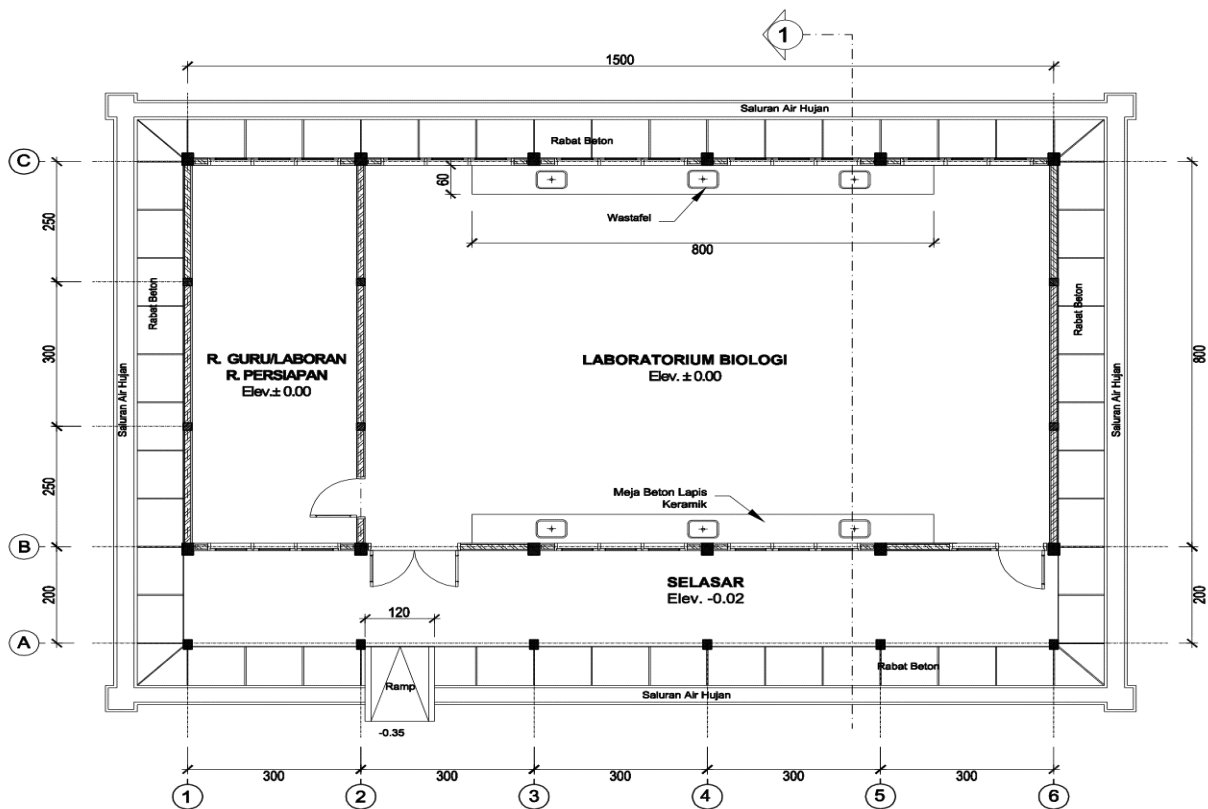 1
1500
Saluran Air Hujan
Rabat Beton
C
60
Wastafel
800
250
300
250
200
Rabat Beton
Saluran Air Hujan
R. GURU/LABORAN
R. PERSIAPAN
Elev.± 0.00
LABORATORIUM BIOLOGI
Elev. ± 0.00
Rabat Beton
Saluran Air Hujan
800
200
Meja Beton Lapis
Keramik
B
SELASAR
Elev. -0.02
120
A
Ramp
Rabat Beton
Saluran Air Hujan
-0.35
300
300
300
300
300
1
2
3
4
5
6